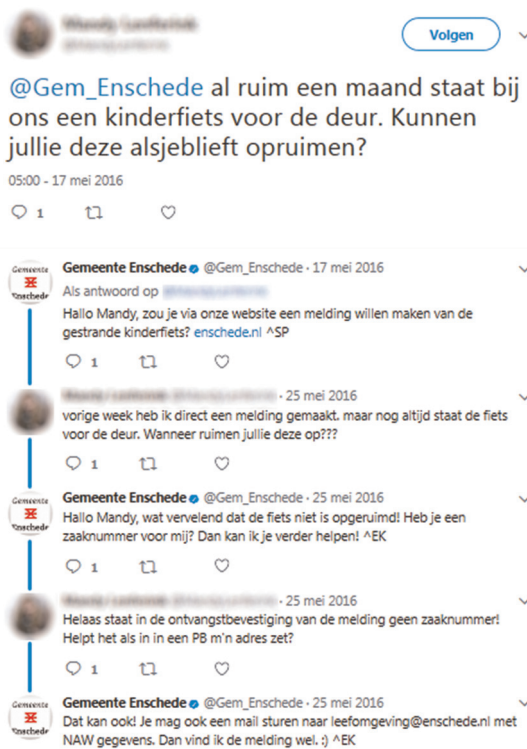 Volgen
@Gem_Enschede al ruim een maand staat bij
ons een kinderfiets voor de deur. Kunnen
jullie deze alsjeblieft opruimen?
05:00 - 17 mei 2016
1
Gemeente
Enschede
Gemeente Enschede @Gem_Enschede · 17 mei 2016
Als antwoord op
Hallo Mandy, zou je via onze website een melding willen maken van de
gestrande kinderfiets? enschede.nl ^SP
1
· 25 mei 2016
vorige week heb ik direct een melding gemaakt. maar nog altijd staat de fiets
voor de deur. Wanneer ruimen jullie deze op???
1
Gemeente
Enschede
Gemeente Enschede @Gem_Enschede · 25 mei 2016
Hallo Mandy, wat vervelend dat de fiets niet is opgeruimd! Heb je een
zaaknummer voor mij? Dan kan ik je verder helpen! ^EK
1
· 25 mei 2016
Helaas staat in de ontvangstbevestiging van de melding geen zaaknummer!
Helpt het als in in een PB m'n adres zet?
1
Gemeente
Enschede
Gemeente Enschede @Gem_Enschede · 25 mei 2016
Dat kan ook! Je mag ook een mail sturen naar leefomgeving@enschede.nl met
NAW gegevens. Dan vind ik de melding wel. :) ^EK